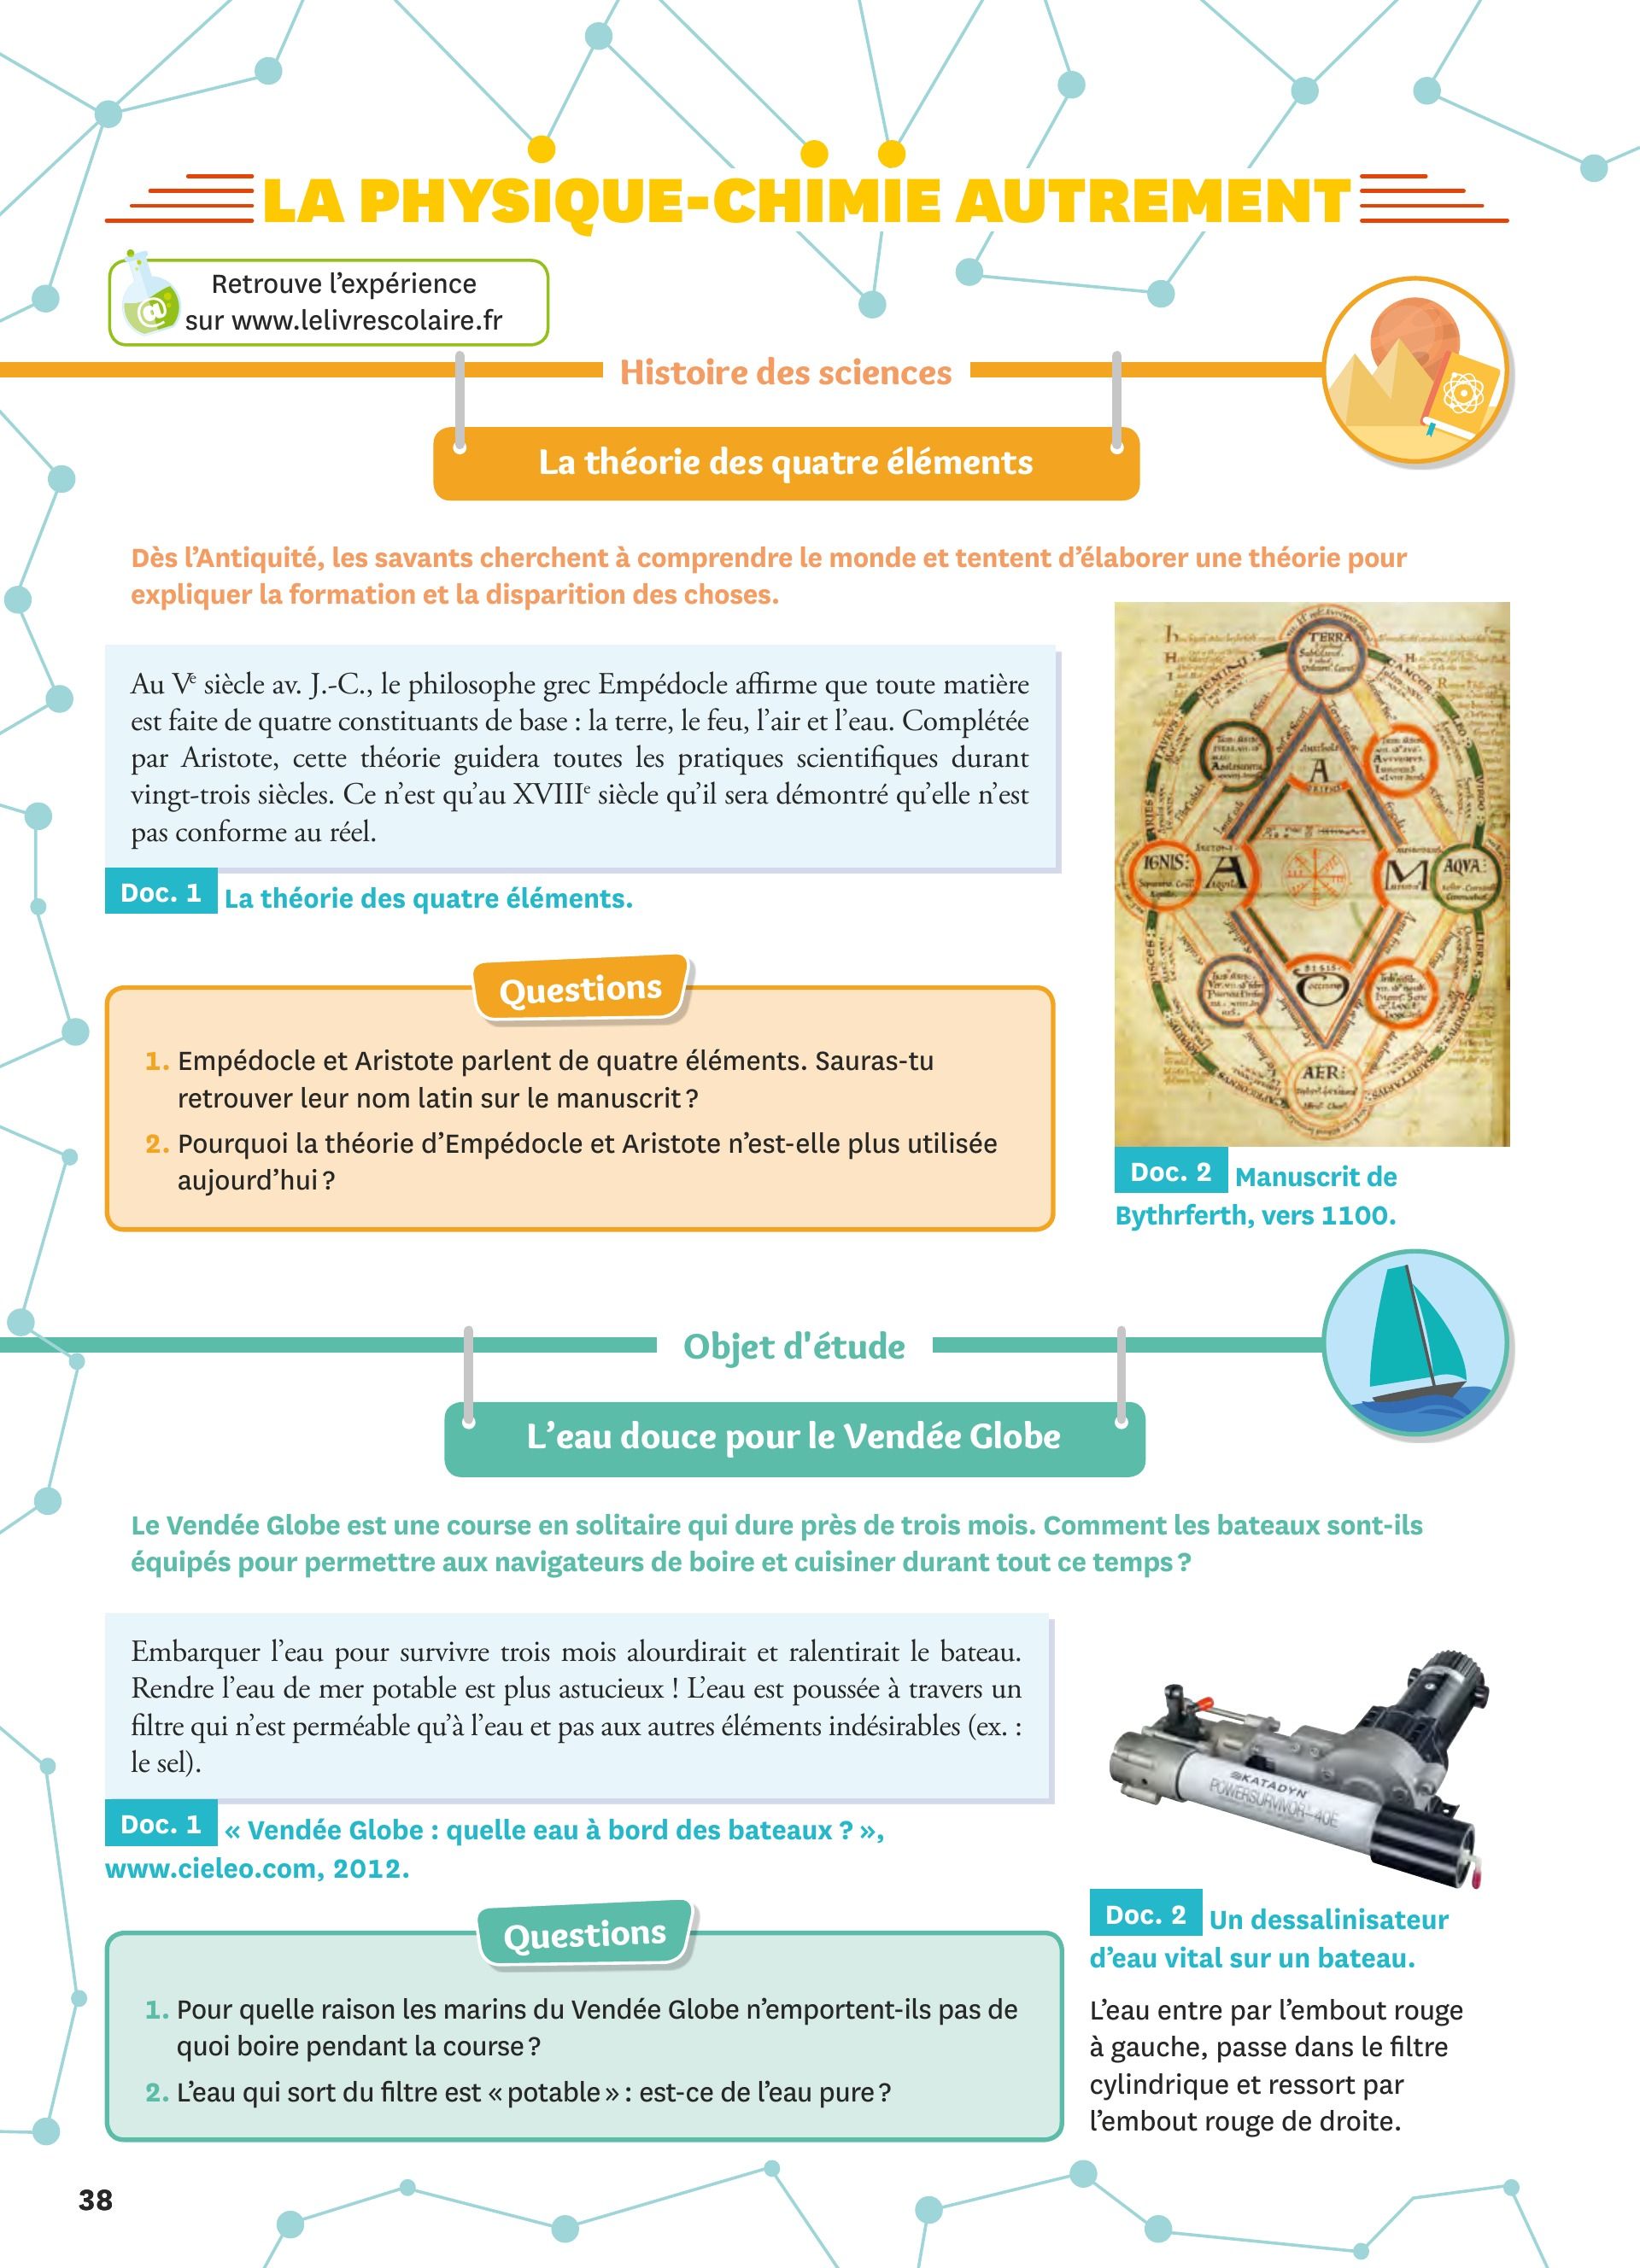 LA PHYSIQUE-CHIMIE AUTREMENT
Retrouve l'expérience
sur www.lelivrescolaire.fr
Histoire des sciences
La théorie des quatre éléments
Dès l'Antiquité, les savants cherchent à comprendre le monde et tentent d'élaborer une théorie pour
expliquer la formation et la disparition des choses.
Au Ve siècle av. J.-C., le philosophe grec Empédocle affirme que toute matière
est faite de quatre constituants de base : la terre, le feu, l'air et l'eau. Complétée
par Aristote, cette théorie guidera toutes les pratiques scientifiques durant
vingt-trois siècles. Ce n'est qu'au XVIIIe siècle qu'il sera démontré qu'elle n'est
pas conforme au réel.
Doc. 1 La théorie des quatre éléments.
Questions
1. Empédocle et Aristote parlent de quatre éléments. Sauras-tu
retrouver leur nom latin sur le manuscrit ?
2. Pourquoi la théorie d'Empédocle et Aristote n'est-elle plus utilisée
aujourd'hui ?
TERRA
IGNIS:
A
A
M
AQVA:
AER:
Doc. 2 Manuscrit de
Bythrferth, vers 1100.
Objet d'étude
L'eau douce pour le Vendée Globe
Le Vendée Globe est une course en solitaire qui dure près de trois mois. Comment les bateaux sont-ils
équipés pour permettre aux navigateurs de boire et cuisiner durant tout ce temps ?
Embarquer l'eau pour survivre trois mois alourdirait et ralentirait le bateau.
Rendre l'eau de mer potable est plus astucieux ! L'eau est poussée à travers un
filtre qui n'est perméable qu'à l'eau et pas aux autres éléments indésirables (ex. :
le sel).
Doc. 1 « Vendée Globe : quelle eau à bord des bateaux ? »,
www.cieleo.com, 2012.
Questions
1. Pour quelle raison les marins du Vendée Globe n'emportent-ils pas de
quoi boire pendant la course ?
2. L'eau qui sort du filtre est « potable » : est-ce de l'eau pure ?
KATADYN
POWERSURVIVOR-40E
Doc. 2 Un dessalinisateur
d'eau vital sur un bateau.
L'eau entre par l'embout rouge
à gauche, passe dans le filtre
cylindrique et ressort par
l'embout rouge de droite.
38